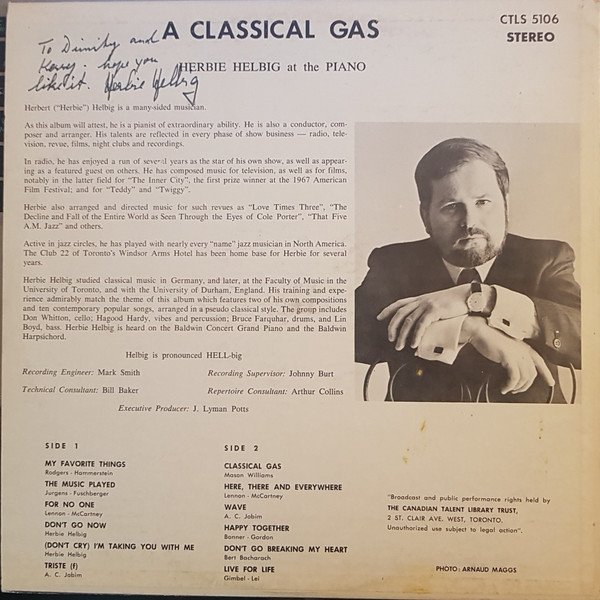 A CLASSICAL GAS
CTLS 5106
STEREO
To Dimity and
Kerry - hope you
like it. Herbie Helbig
HERBIE HELBIG at the PIANO
Herbert ("Herbie") Helbig is a many-sided musician.
As this album will attest, he is a pianist of extraordinary ability. He is also a conductor, com-
poser and arranger. His talents are reflected in every phase of show business — radio, tele-
vision, revue, films, night clubs and recordings.
In radio, he has enjoyed a run of several years as the star of his own show, as well as appear-
ing as a featured guest on others. He has composed music for television, as well as for films,
notably in the latter field for "The Inner City", the first prize winner at the 1967 American
Film Festival; and for "Teddy" and "Twiggy".
Herbie also arranged and directed music for such revues as "Love Times Three", "The
Decline and Fall of the Entire World as Seen Through the Eyes of Cole Porter", "That Five
A.M. Jazz" and others.
Active in jazz circles, he has played with nearly every "name" jazz musician in North America.
The Club 22 of Toronto's Windsor Arms Hotel has been home base for Herbie for several
years.
Herbie Helbig studied classical music in Germany, and later, at the Faculty of Music in the
University of Toronto, and with the University of Durham, England. His training and expe-
rience admirably match the theme of this album which features two of his own compositions
and ten contemporary popular songs, arranged in a pseudo classical style. The group includes
Don Whitton, cello; Hagood Hardy, vibes and percussion; Bruce Farquhar, drums, and Lin
Boyd, bass. Herbie Helbig is heard on the Baldwin Concert Grand Piano and the Baldwin
Harpsichord.
Helbig is pronounced HELL-big
Recording Engineer: Mark Smith
Recording Supervisor: Johnny Burt
Technical Consultant: Bill Baker
Repertoire Consultant: Arthur Collins
Executive Producer: J. Lyman Potts
SIDE 1
MY FAVORITE THINGS
Rodgers - Hammerstein
THE MUSIC PLAYED
Jurgens - Fuschberger
FOR NO ONE
Lennon - McCartney
DON'T GO NOW
Herbie Helbig
(DON'T CRY) I'M TAKING YOU WITH ME
Herbie Helbig
TRISTE (f)
A. C. Jobim
SIDE 2
CLASSICAL GAS
Mason Williams
HERE, THERE AND EVERYWHERE
Lennon - McCartney
WAVE
A. C. Jobim
HAPPY TOGETHER
Bonner - Gordon
DON'T GO BREAKING MY HEART
Bert Bacharach
LIVE FOR LIFE
Gimbel - Lei
"Broadcast and public performance rights held by
THE CANADIAN TALENT LIBRARY TRUST,
2 ST. CLAIR AVE. WEST, TORONTO.
Unauthorized use subject to legal action".
PHOTO: ARNAUD MAGGS